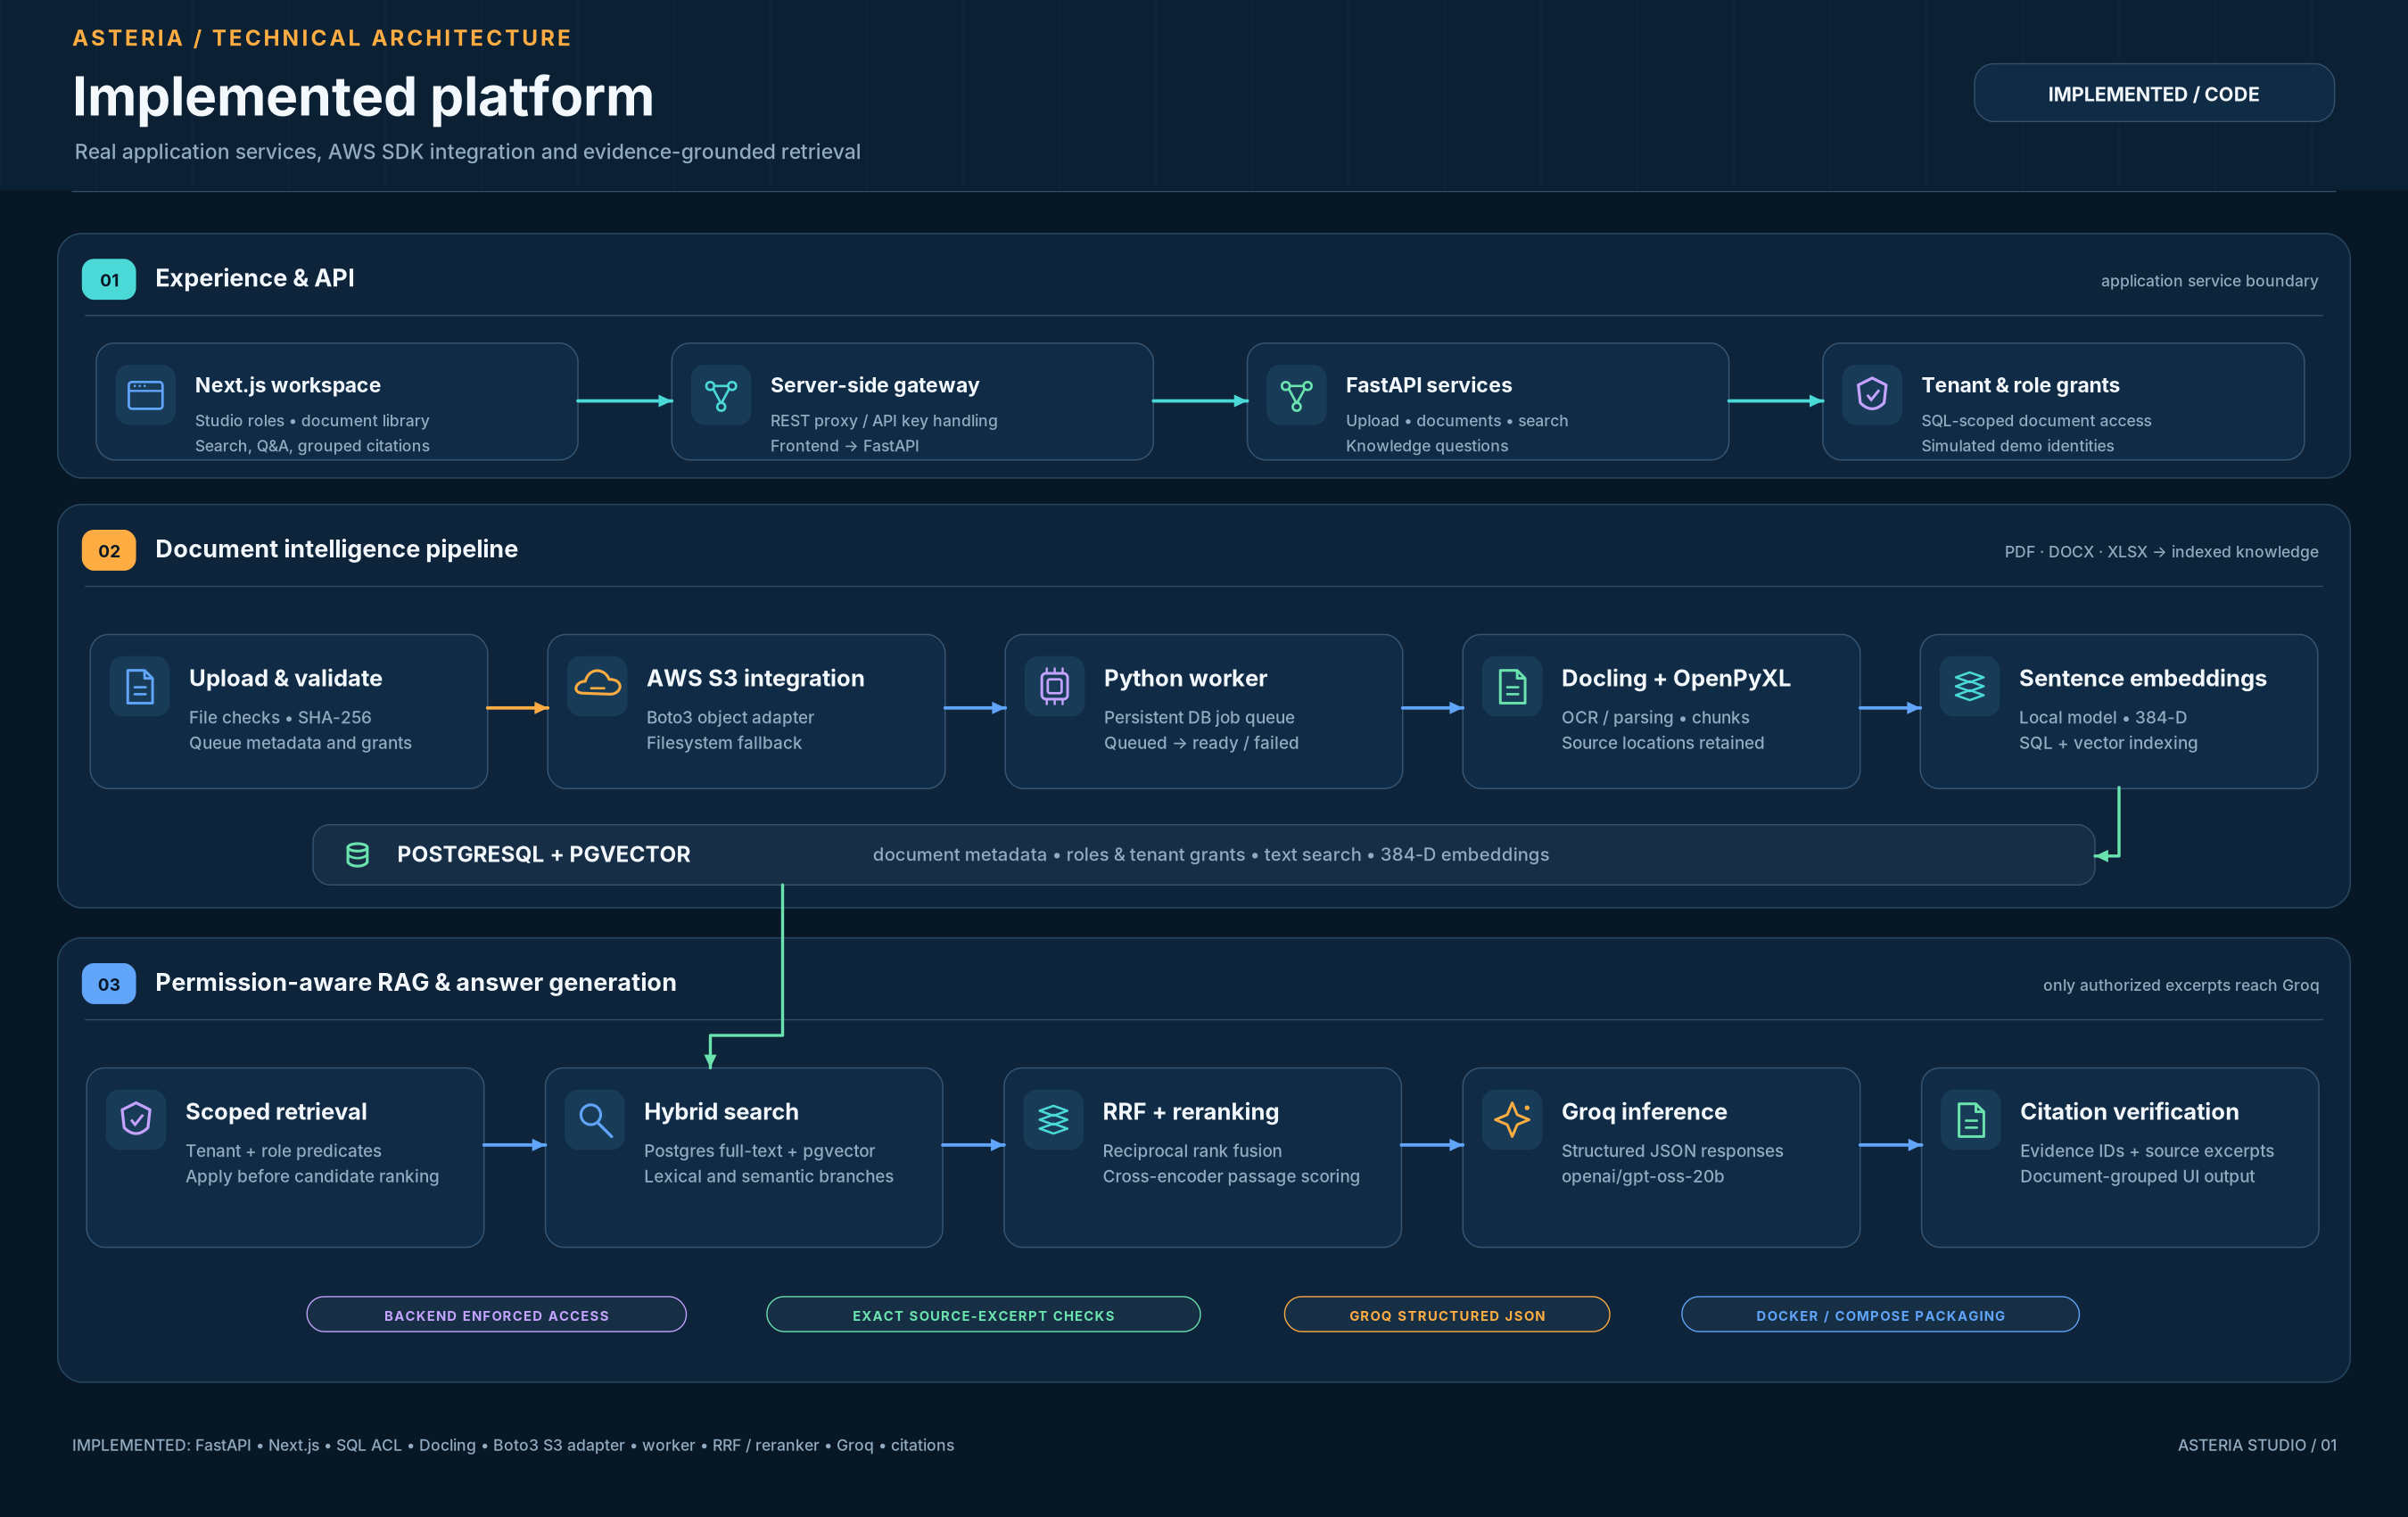 ASTERIA / TECHNICAL ARCHITECTURE
Implemented platform
IMPLEMENTED / CODE
Real application services, AWS SDK integration and evidence-grounded retrieval
01
Experience & API
application service boundary
Next.js workspace
Studio roles • document library
Search, Q&A, grouped citations
Server-side gateway
REST proxy / API key handling
Frontend → FastAPI
FastAPI services
Upload • documents • search
Knowledge questions
Tenant & role grants
SQL-scoped document access
Simulated demo identities
02
Document intelligence pipeline
PDF · DOCX · XLSX → indexed knowledge
Upload & validate
File checks • SHA-256
Queue metadata and grants
AWS S3 integration
Boto3 object adapter
Filesystem fallback
Python worker
Persistent DB job queue
Queued → ready / failed
Docling + OpenPyXL
OCR / parsing • chunks
Source locations retained
Sentence embeddings
Local model • 384-D
SQL + vector indexing
POSTGRESQL + PGVECTOR
document metadata • roles & tenant grants • text search • 384-D embeddings
03
Permission-aware RAG & answer generation
only authorized excerpts reach Groq
Scoped retrieval
Tenant + role predicates
Apply before candidate ranking
Hybrid search
Postgres full-text + pgvector
Lexical and semantic branches
RRF + reranking
Reciprocal rank fusion
Cross-encoder passage scoring
Groq inference
Structured JSON responses
openai/gpt-oss-20b
Citation verification
Evidence IDs + source excerpts
Document-grouped UI output
BACKEND ENFORCED ACCESS
EXACT SOURCE-EXCERPT CHECKS
GROQ STRUCTURED JSON
DOCKER / COMPOSE PACKAGING
IMPLEMENTED: FastAPI • Next.js • SQL ACL • Docling • Boto3 S3 adapter • worker • RRF / reranker • Groq • citations
ASTERIA STUDIO / 01